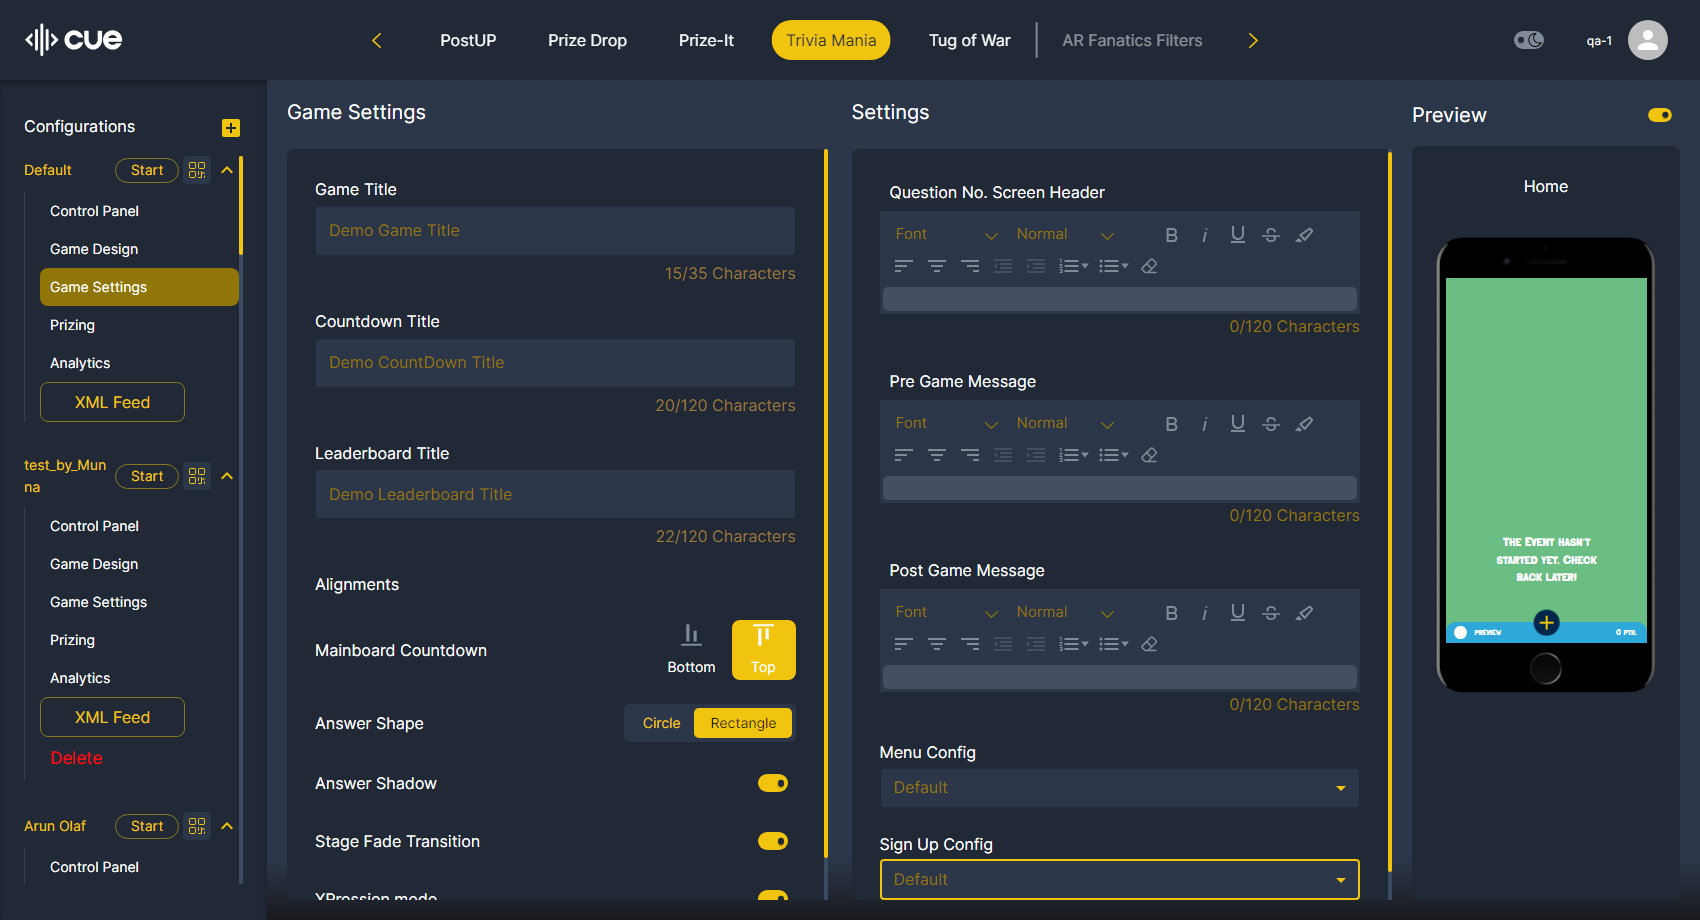 cue
PostUP
Prize Drop
Prize-It
Trivia Mania
Tug of War
AR Fanatics Filters
qa-1
Configurations
Default
Start
Control Panel
Game Design
Game Settings
Prizing
Analytics
XML Feed
test_by_Mun
na
Start
Control Panel
Game Design
Game Settings
Prizing
Analytics
XML Feed
Delete
Arun Olaf
Start
Control Panel
Game Settings
Game Title
Demo Game Title
15/35 Characters
Countdown Title
Demo CountDown Title
20/120 Characters
Leaderboard Title
Demo Leaderboard Title
22/120 Characters
Alignments
Mainboard Countdown
Bottom
Top
Answer Shape
Circle
Rectangle
Answer Shadow
Stage Fade Transition
XPression mode
Settings
Question No. Screen Header
Font
Normal
B
i
U
S
0/120 Characters
Pre Game Message
Font
Normal
B
i
U
S
0/120 Characters
Post Game Message
Font
Normal
B
i
U
S
0/120 Characters
Menu Config
Default
Sign Up Config
Default
Preview
Home
The Event hasn't
started yet. Check
back later!
PREVIEW
0 PTS.